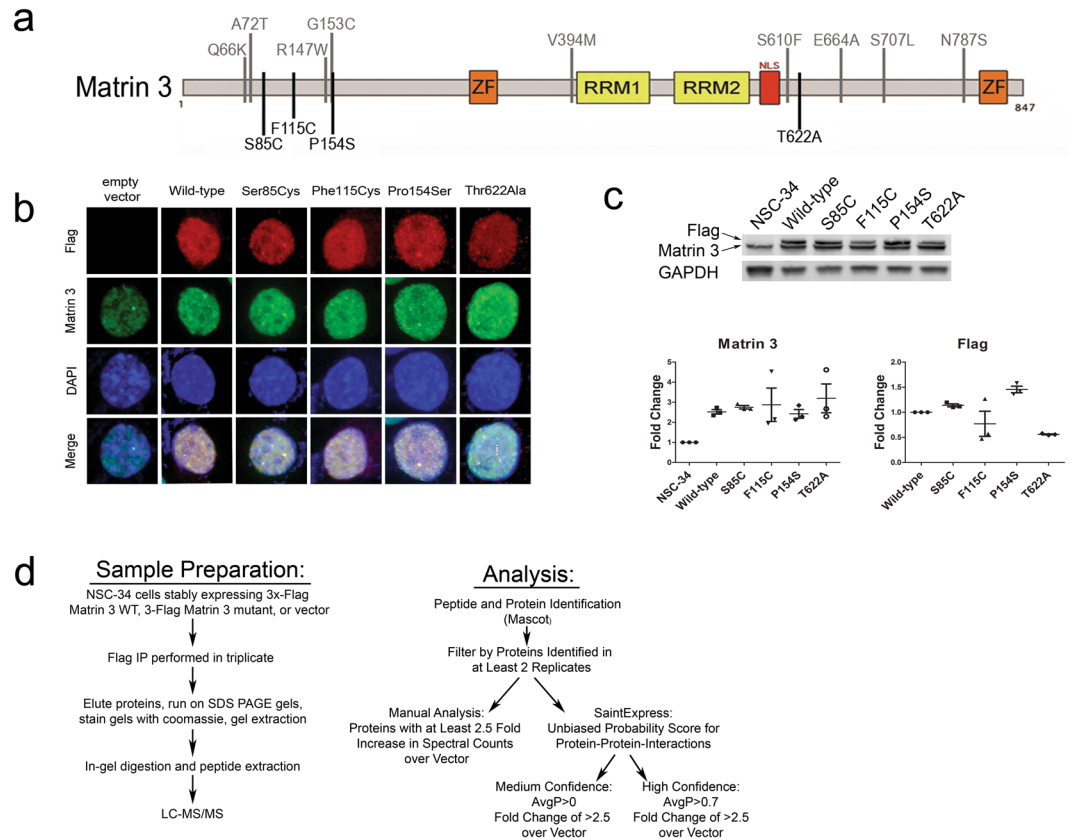 a
A72T
G153C
Q66K
R147W
V394M
S610F
E664A
S707L
N787S
Matrin 3
ZF
RRM1
RRM2
NLS
ZF
1
847
F115C
S85C
P154S
T622A
b
empty vector
Wild-type
Ser85Cys
Phe115Cys
Pro154Ser
Thr622Ala
Flag
Matrin 3
DAPI
Merge
c
NSC-34
Wild-type
S85C
F115C
P154S
T622A
Flag
Matrin 3
GAPDH
Matrin 3
Fold Change
5
4
3
2
1
0
NSC-34
Wild-type
S85C
F115C
P154S
T622A
Flag
Fold Change
2.0
1.5
1.0
0.5
0.0
Wild-type
S85C
F115C
P154S
T622A
d
Sample Preparation:
NSC-34 cells stably expressing 3x-Flag
Matrin 3 WT, 3-Flag Matrin 3 mutant, or vector
Flag IP performed in triplicate
Elute proteins, run on SDS PAGE gels,
stain gels with coomassie, gel extraction
In-gel digestion and peptide extraction
LC-MS/MS
Analysis:
Peptide and Protein Identification
(Mascot)
Filter by Proteins Identified in
at Least 2 Replicates
Manual Analysis:
Proteins with at Least 2.5 Fold
Increase in Spectral Counts
over Vector
SaintExpress:
Unbiased Probability Score for
Protein-Protein-Interactions
Medium Confidence:
AvgP>0
Fold Change of >2.5
over Vector
High Confidence:
AvgP>0.7
Fold Change of >2.5
over Vector